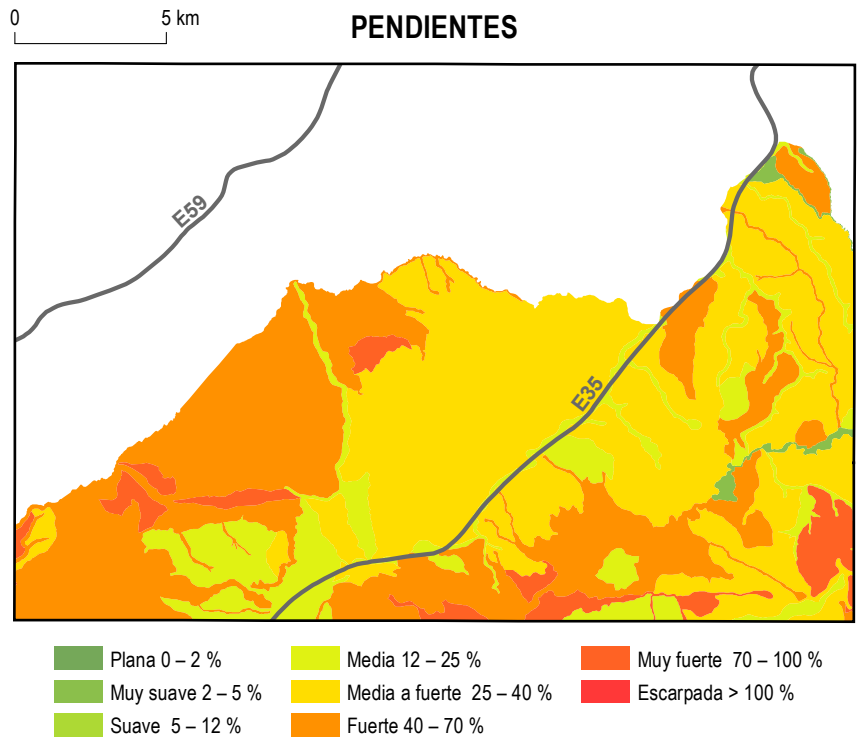 0 5 km
PENDIENTES
E59
E35
Plana 0 – 2 %
Muy suave 2 – 5 %
Suave 5 – 12 %
Media 12 – 25 %
Media a fuerte 25 – 40 %
Fuerte 40 – 70 %
Muy fuerte 70 – 100 %
Escarpada > 100 %